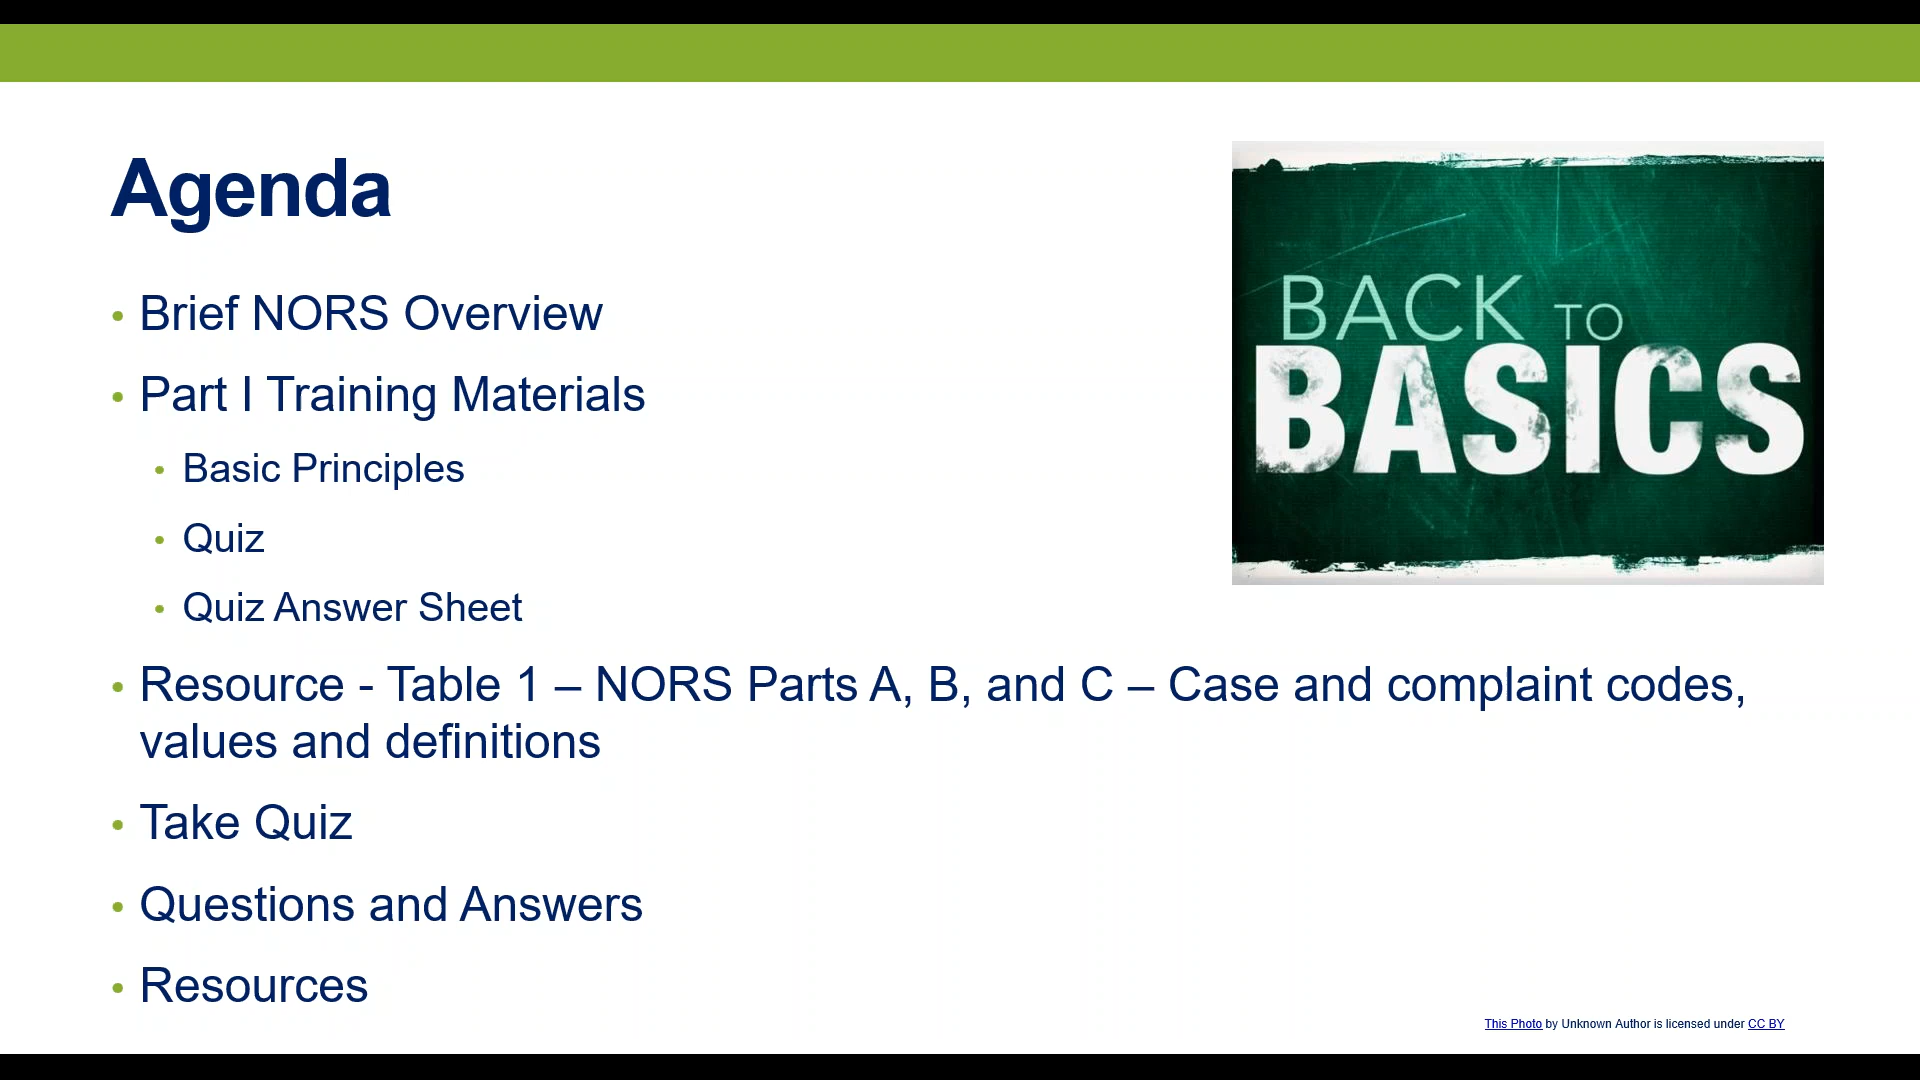 Agenda
BACK TO
BASICS
• Brief NORS Overview
• Part I Training Materials
• Basic Principles
• Quiz
• Quiz Answer Sheet
• Resource - Table 1 – NORS Parts A, B, and C – Case and complaint codes,
values and definitions
• Take Quiz
• Questions and Answers
• Resources
This Photo by Unknown Author is licensed under CC BY